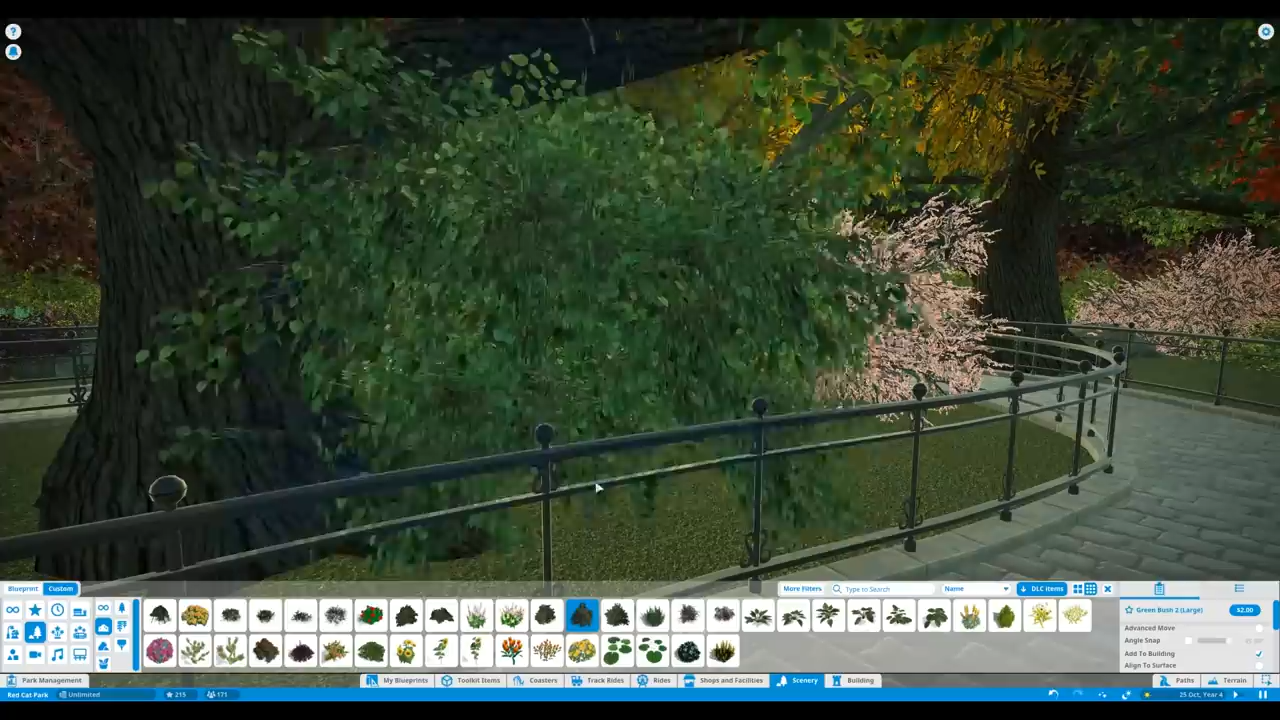 Blueprint Custom
More Filters Type to Search Name DLC items
Green Bush 2 (Large) $2.00
Advanced Move
Angle Snap
Add To Building
Align To Surface
Park Management My Blueprints Toolkit Items Coasters Track Rides Rides Shops and Facilities Scenery Building Paths Terrain
Red Cat Park Unlimited 215 171 25 Oct, Year 4